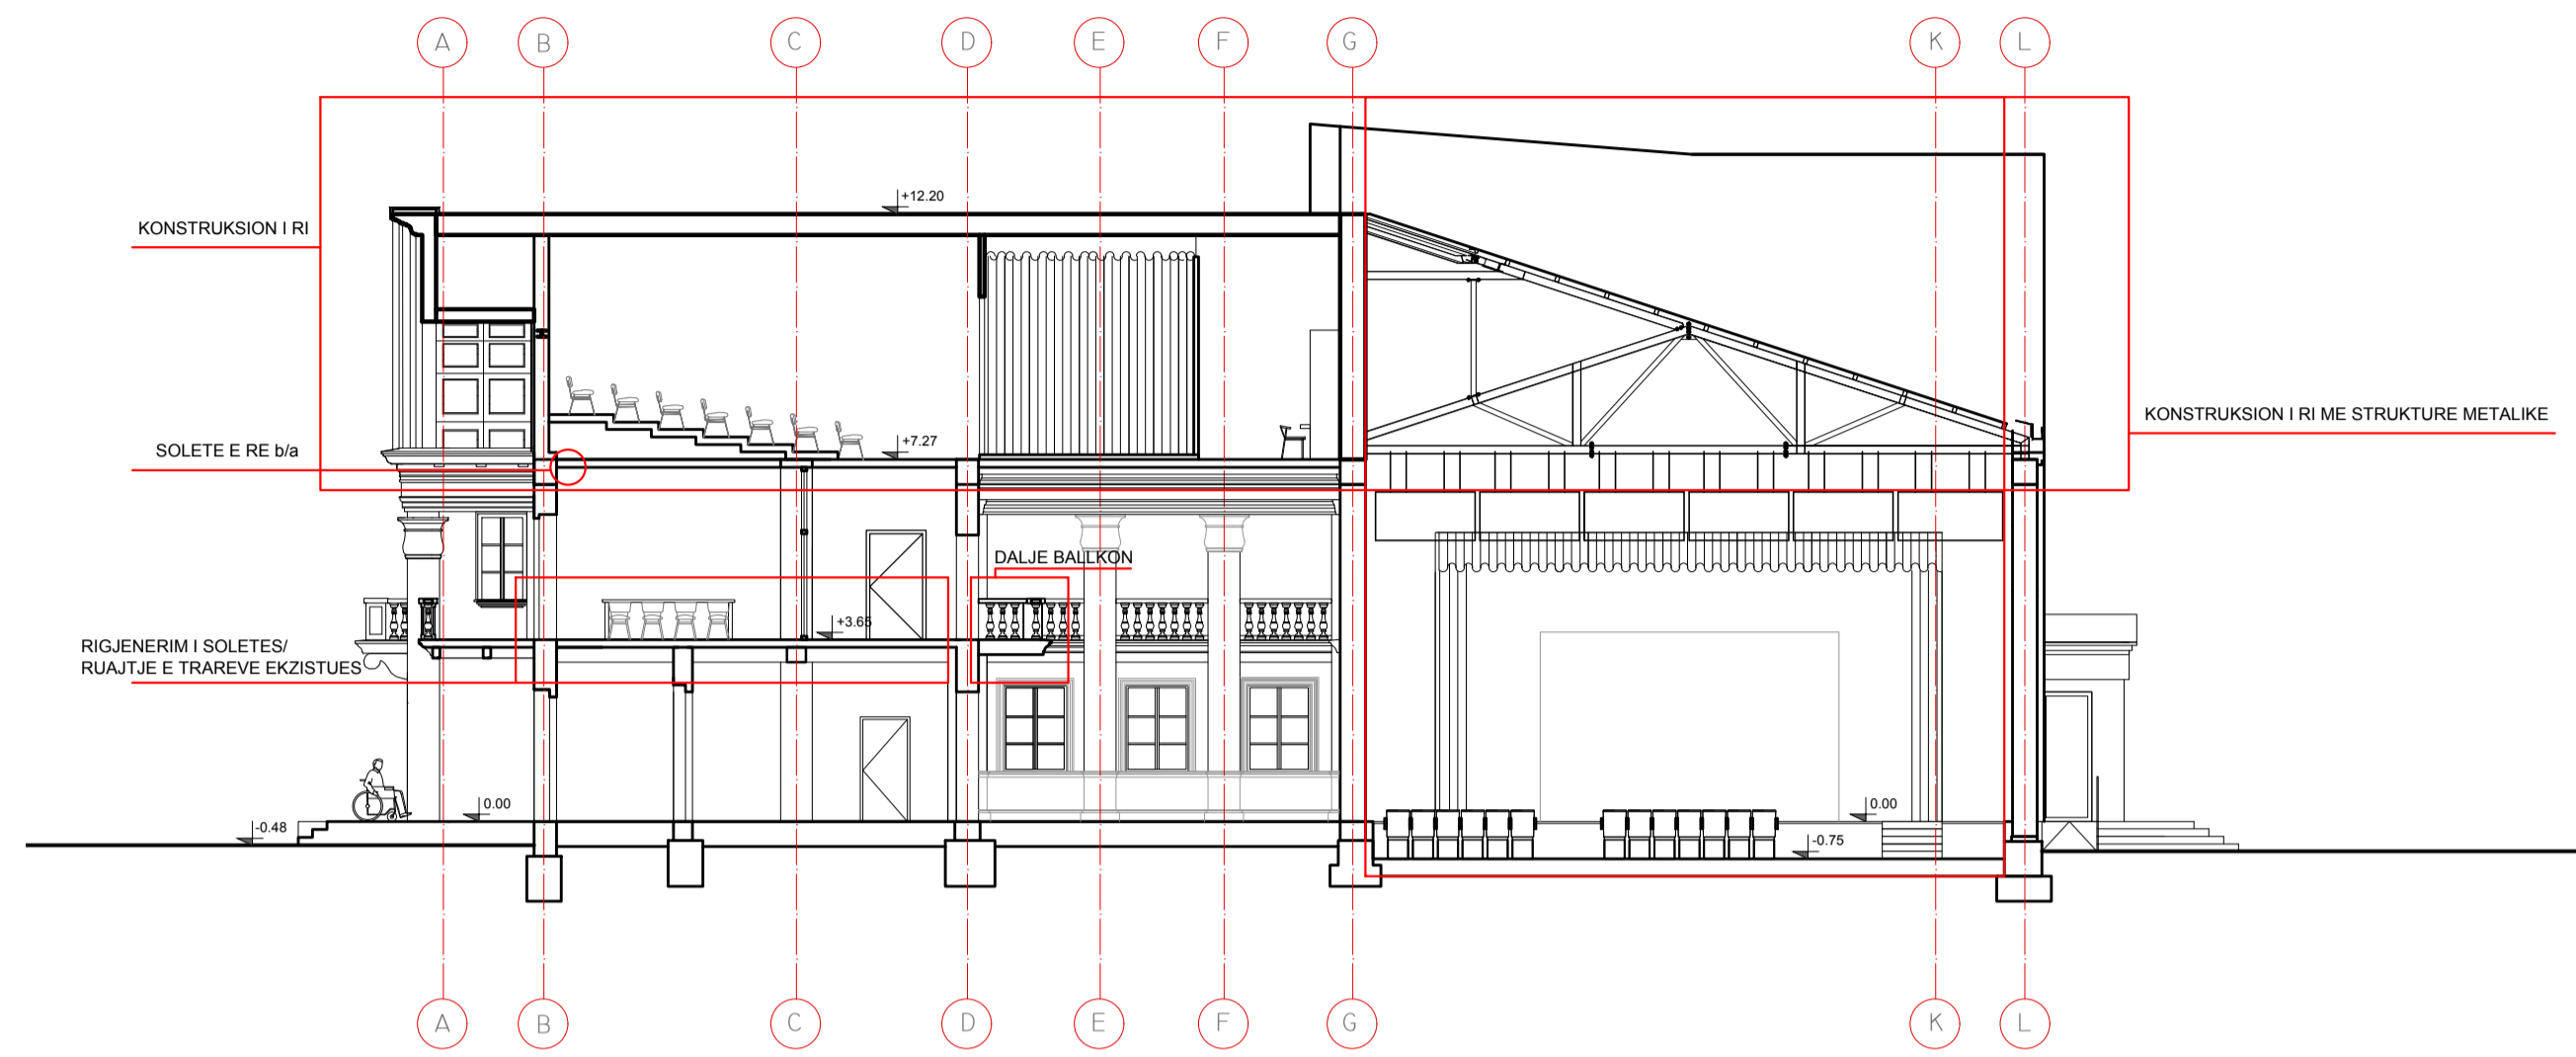 A B C D E F G K L
+12.20
KONSTRUKSION I RI
KONSTRUKSION I RI ME STRUKTURE METALIKE
+7.27
SOLETE E RE b/a
DALJE BALLKON
+3.65
RIGJENERIM I SOLETES/
RUAJTJE E TRAREVE EKZISTUES
0.00
0.00
-0.48
-0.75
A B C D E F G K L